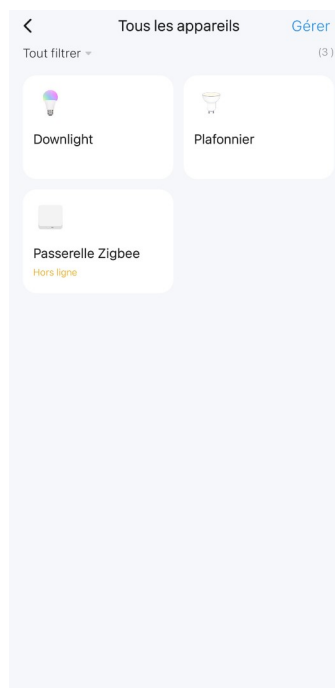 Tous les appareils Gérer
Tout filtrer (3)
Downlight Plafonnier
Passerelle Zigbee
Hors ligne